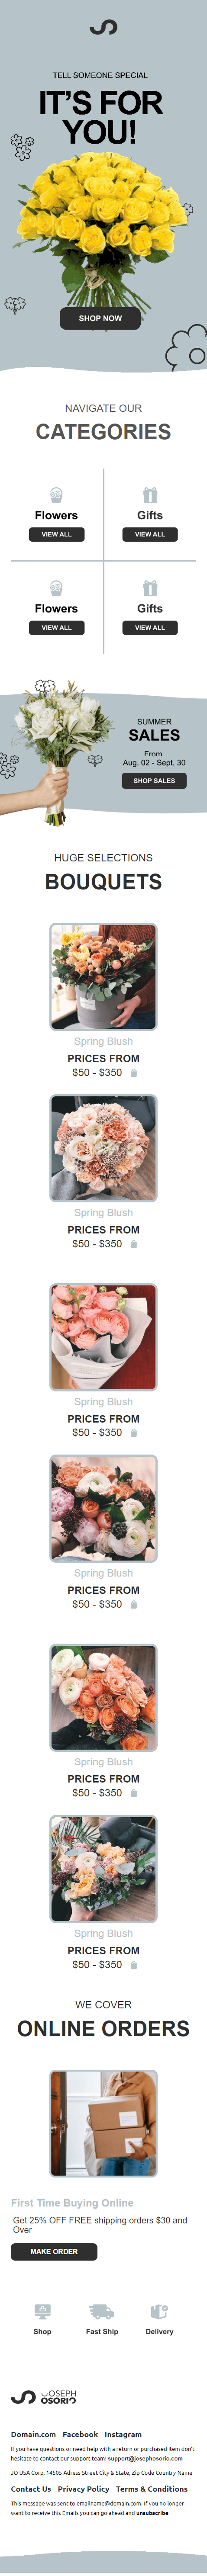 TELL SOMEONE SPECIAL
IT'S FOR
YOU!
SHOP NOW
NAVIGATE OUR
CATEGORIES
Flowers
VIEW ALL
Gifts
VIEW ALL
Flowers
VIEW ALL
Gifts
VIEW ALL
SUMMER
SALES
From
Aug, 02 - Sept, 30
SHOP SALES
HUGE SELECTIONS
BOUQUETS
Spring Blush
PRICES FROM
$50 - $350
Spring Blush
PRICES FROM
$50 - $350
Spring Blush
PRICES FROM
$50 - $350
Spring Blush
PRICES FROM
$50 - $350
Spring Blush
PRICES FROM
$50 - $350
Spring Blush
PRICES FROM
$50 - $350
WE COVER
ONLINE ORDERS
First Time Buying Online
Get 25% OFF FREE shipping orders $30 and
Over
MAKE ORDER
Shop Fast Ship Delivery
JOSEPH
OSORIO
Domain.com Facebook Instagram
If you have questions or need help with a return or purchased item don't
hesitate to contact our support team! support@josephosorio.com
JO USA Corp, 14505 Adress Street City & State, Zip Code Country Name
Contact Us Privacy Policy Terms & Conditions
This message was sent to emailname@domain.com. If you no longer
want to receive this Emails you can go ahead and unsubscribe